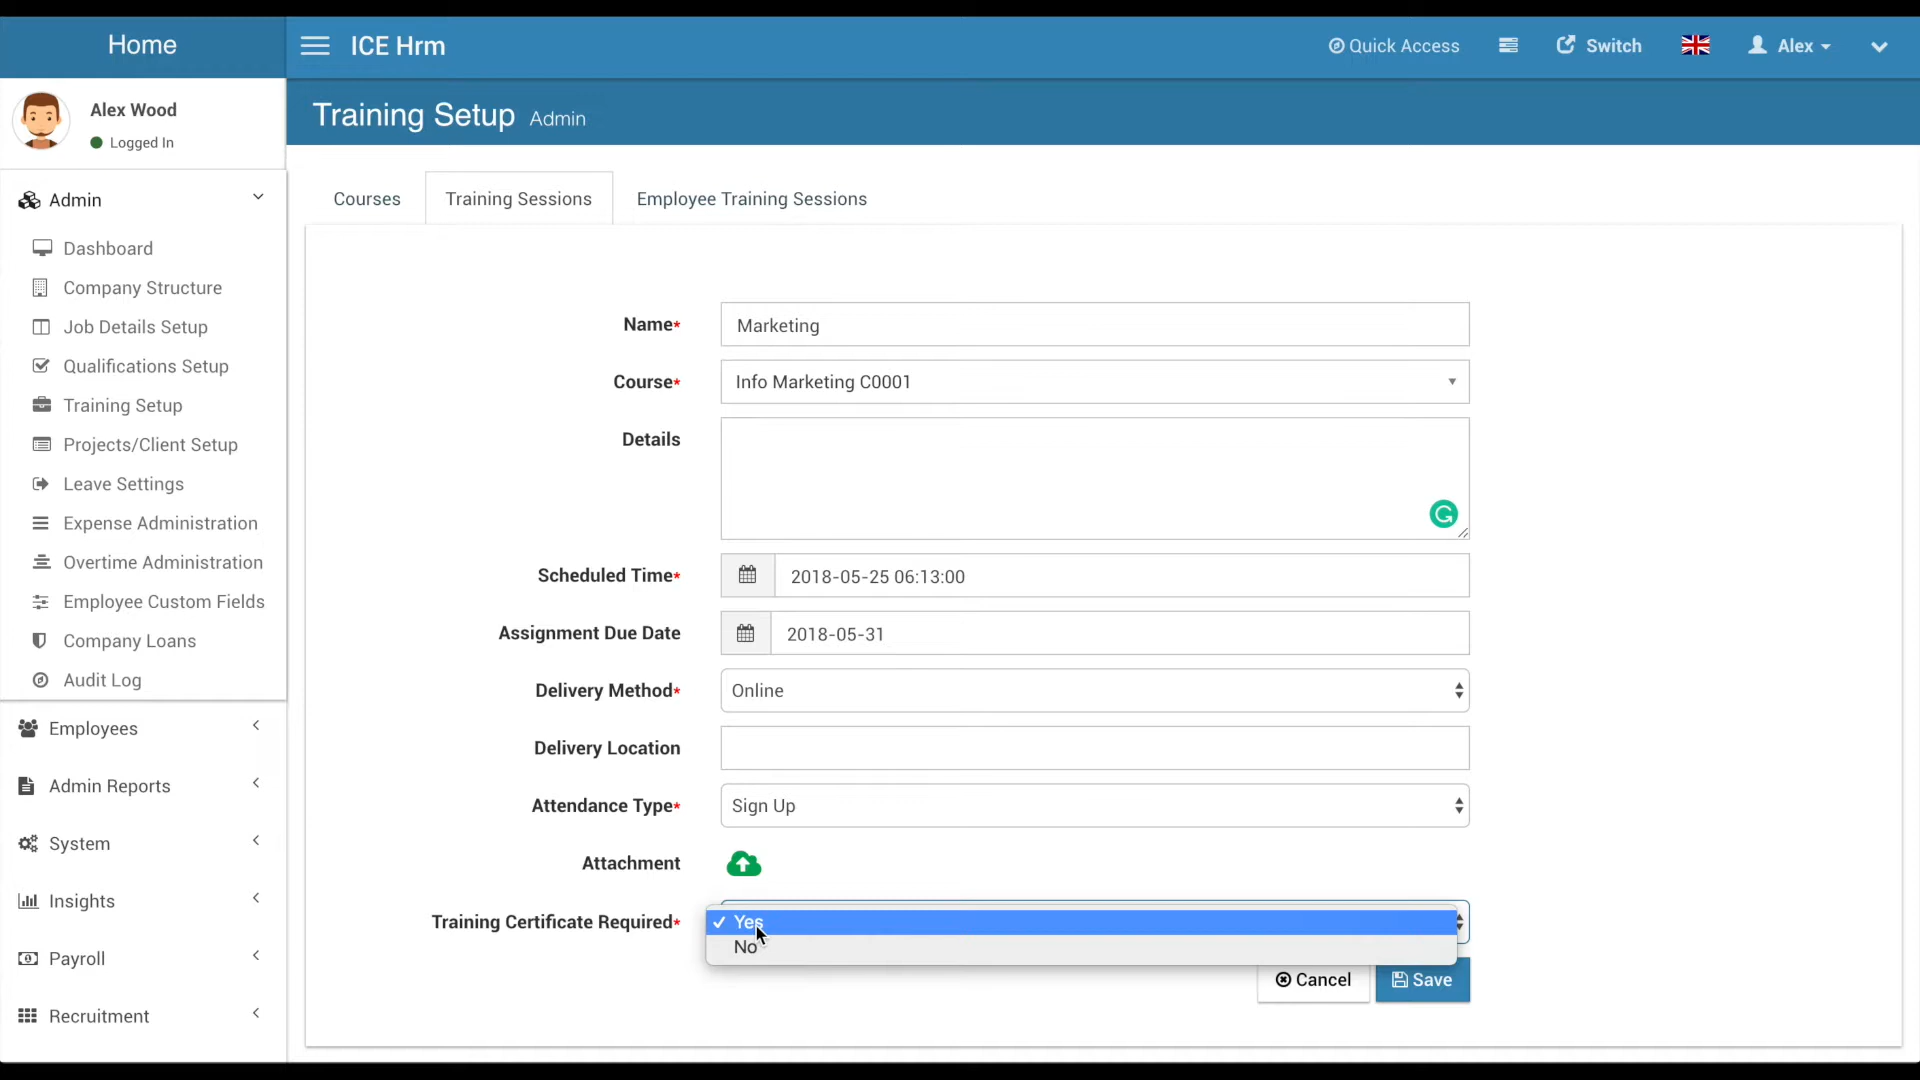 Home
ICE Hrm
Quick Access
Switch
Alex
Alex Wood
Logged In
Training Setup Admin
Admin
Dashboard
Company Structure
Job Details Setup
Qualifications Setup
Training Setup
Projects/Client Setup
Leave Settings
Expense Administration
Overtime Administration
Employee Custom Fields
Company Loans
Audit Log
Employees
Admin Reports
System
Insights
Payroll
Recruitment
Courses
Training Sessions
Employee Training Sessions
Name* Marketing
Course* Info Marketing C0001
Details
Scheduled Time* 2018-05-25 06:13:00
Assignment Due Date 2018-05-31
Delivery Method* Online
Delivery Location
Attendance Type* Sign Up
Attachment
Training Certificate Required* Yes
No
Cancel
Save